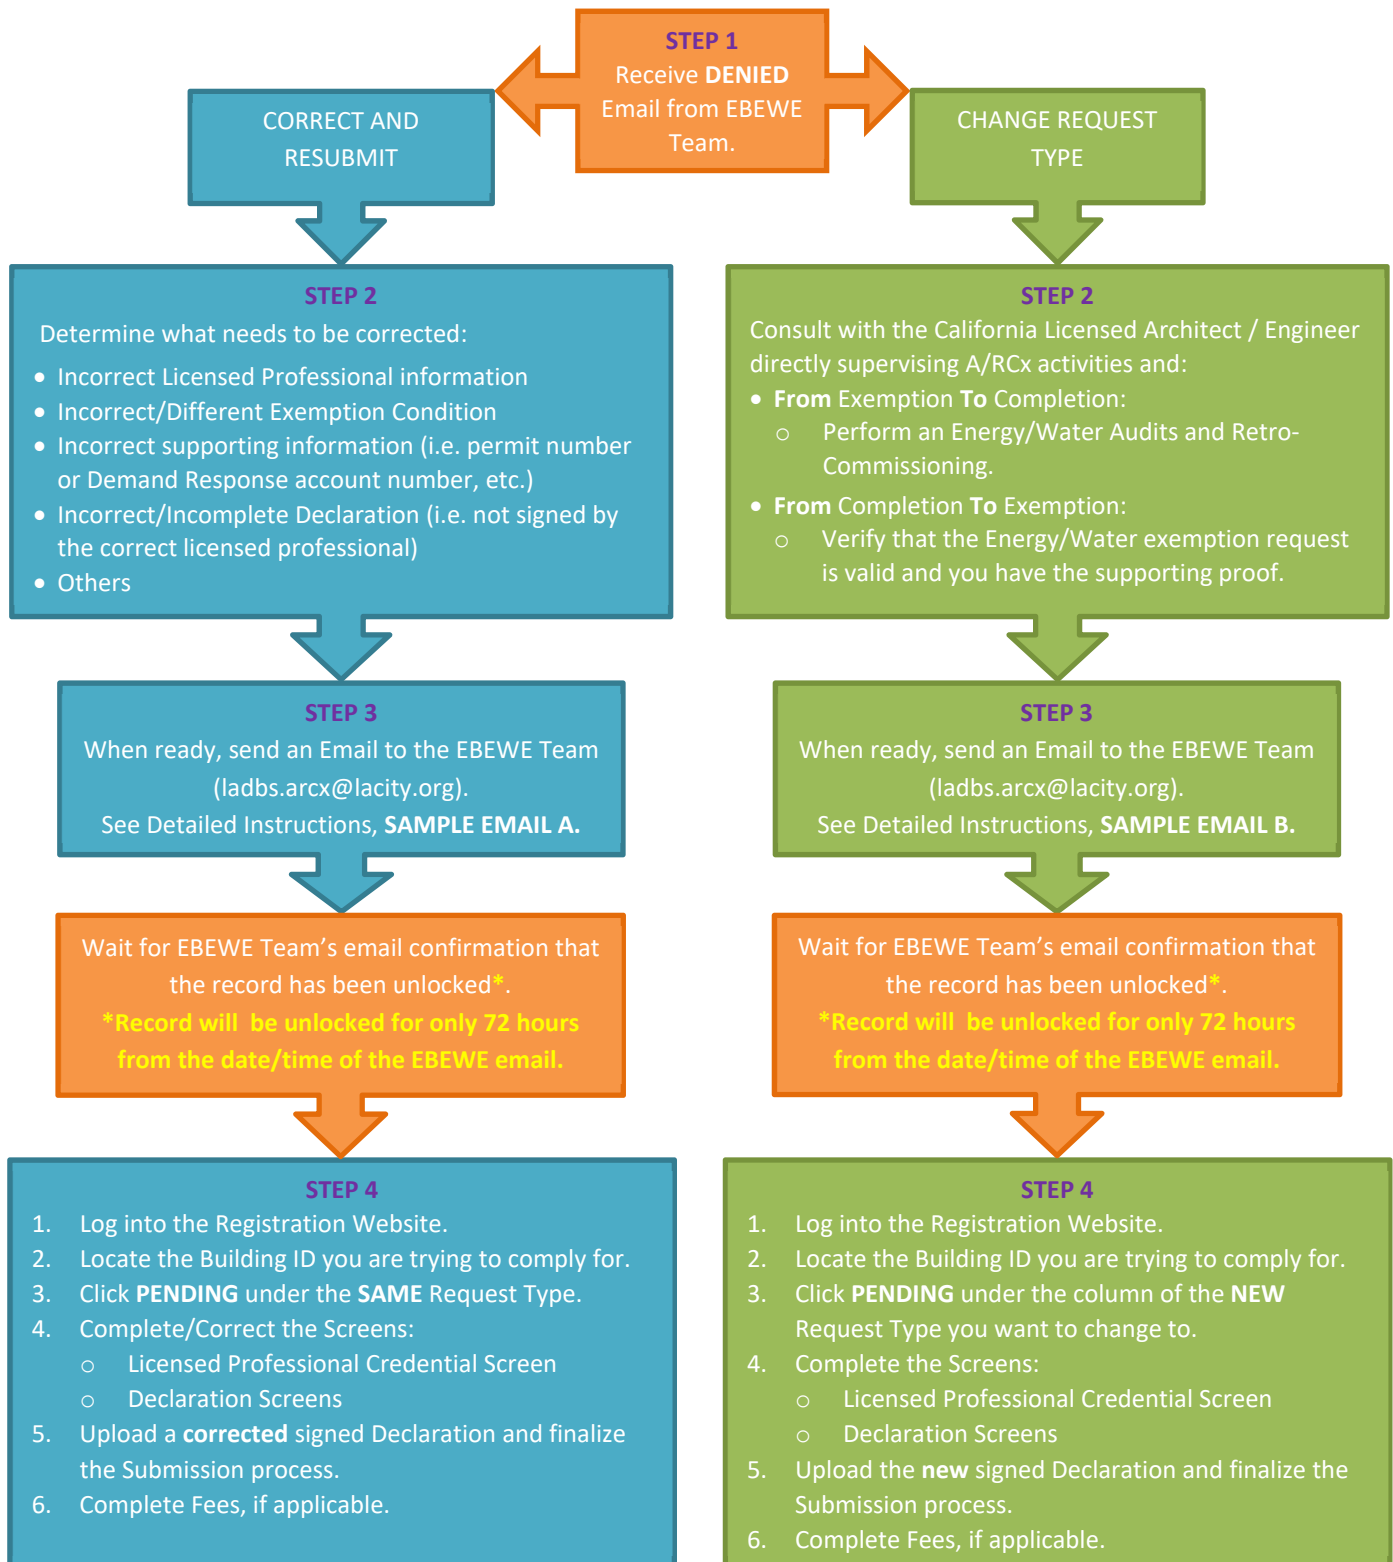 STEP 1
Receive DENIED
Email from EBEWE
Team.
CORRECT AND
RESUBMIT
CHANGE REQUEST
TYPE
STEP 2
Determine what needs to be corrected:
• Incorrect Licensed Professional information
• Incorrect/Different Exemption Condition
• Incorrect supporting information (i.e. permit number
or Demand Response account number, etc.)
• Incorrect/Incomplete Declaration (i.e. not signed by
the correct licensed professional)
• Others
STEP 2
Consult with the California Licensed Architect / Engineer
directly supervising A/RCx activities and:
• From Exemption To Completion:
o Perform an Energy/Water Audits and Retro-
Commissioning.
• From Completion To Exemption:
o Verify that the Energy/Water exemption request
is valid and you have the supporting proof.
STEP 3
When ready, send an Email to the EBEWE Team
(ladbs.arcx@lacity.org).
See Detailed Instructions, SAMPLE EMAIL A.
STEP 3
When ready, send an Email to the EBEWE Team
(ladbs.arcx@lacity.org).
See Detailed Instructions, SAMPLE EMAIL B.
Wait for EBEWE Team’s email confirmation that
the record has been unlocked*.
*Record will be unlocked for only 72 hours
from the date/time of the EBEWE email.
Wait for EBEWE Team’s email confirmation that
the record has been unlocked*.
*Record will be unlocked for only 72 hours
from the date/time of the EBEWE email.
STEP 4
1. Log into the Registration Website.
2. Locate the Building ID you are trying to comply for.
3. Click PENDING under the SAME Request Type.
4. Complete/Correct the Screens:
o Licensed Professional Credential Screen
o Declaration Screens
5. Upload a corrected signed Declaration and finalize
the Submission process.
6. Complete Fees, if applicable.
STEP 4
1. Log into the Registration Website.
2. Locate the Building ID you are trying to comply for.
3. Click PENDING under the column of the NEW
Request Type you want to change to.
4. Complete the Screens:
o Licensed Professional Credential Screen
o Declaration Screens
5. Upload the new signed Declaration and finalize the
Submission process.
6. Complete Fees, if applicable.